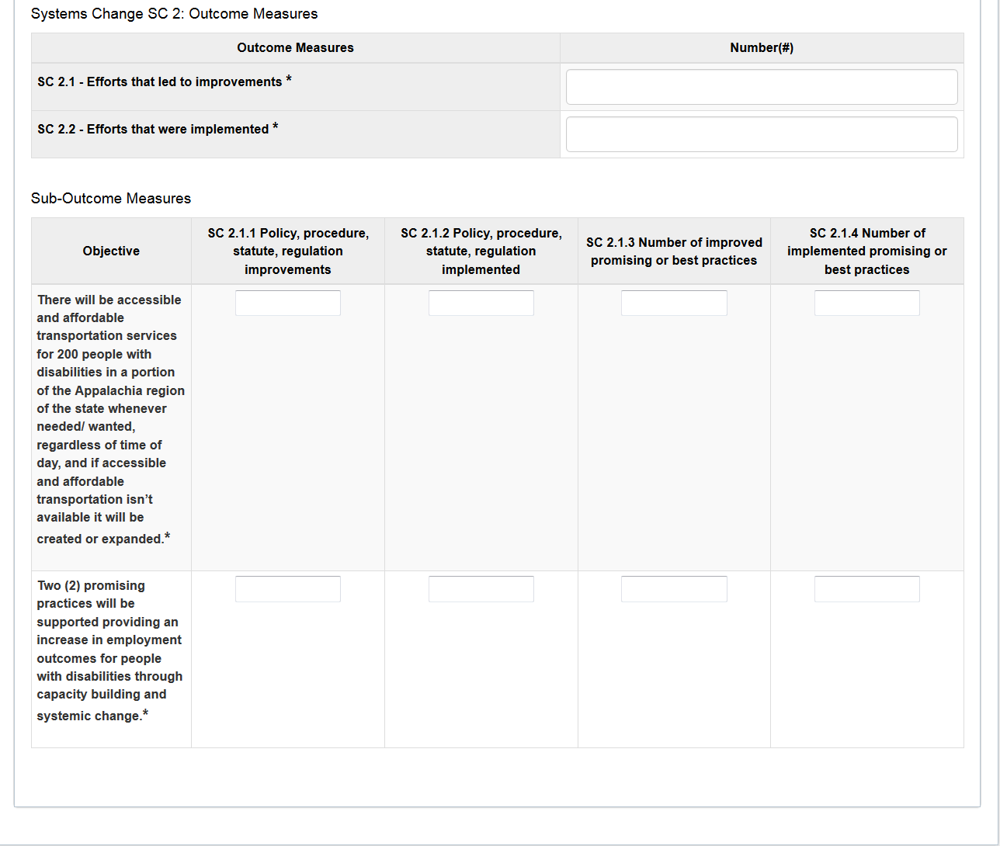 Systems Change SC 2: Outcome Measures
Outcome Measures
Number(#)
SC 2.1 - Efforts that led to improvements *
SC 2.2 - Efforts that were implemented *
Sub-Outcome Measures
Objective
SC 2.1.1 Policy, procedure,
statute, regulation
improvements
SC 2.1.2 Policy, procedure,
statute, regulation
implemented
SC 2.1.3 Number of improved
promising or best practices
SC 2.1.4 Number of
implemented promising or
best practices
There will be accessible
and affordable
transportation services
for 200 people with
disabilities in a portion
of the Appalachia region
of the state whenever
needed/ wanted,
regardless of time of
day, and if accessible
and affordable
transportation isn’t
available it will be
created or expanded.*
Two (2) promising
practices will be
supported providing an
increase in employment
outcomes for people
with disabilities through
capacity building and
systemic change.*